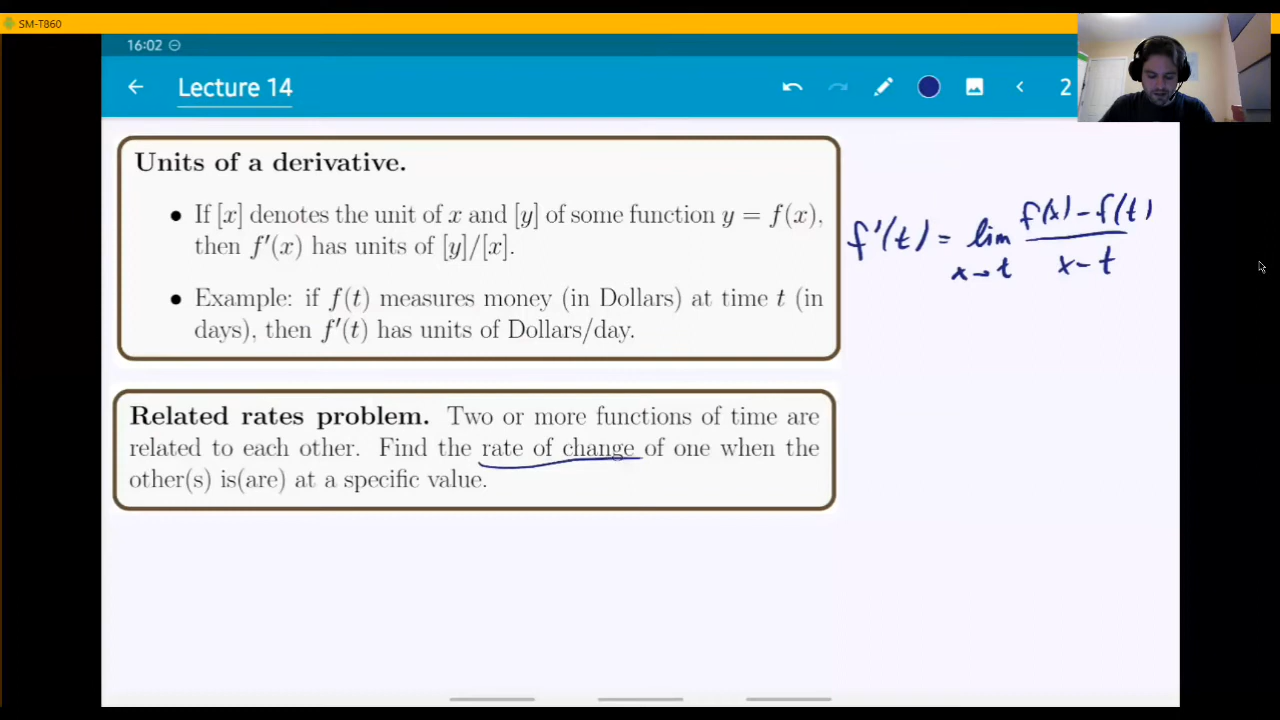 SM-T860
16:02
Lecture 14
2
Units of a derivative.
• If [x] denotes the unit of x and [y] of some function y = f(x),
then f′(x) has units of [y]/[x].
• Example: if f(t) measures money (in Dollars) at time t (in
days), then f′(t) has units of Dollars/day.
f'(t) = lim x→t f(x) - f(t) / x - t
Related rates problem. Two or more functions of time are
related to each other. Find the rate of change of one when the
other(s) is(are) at a specific value.